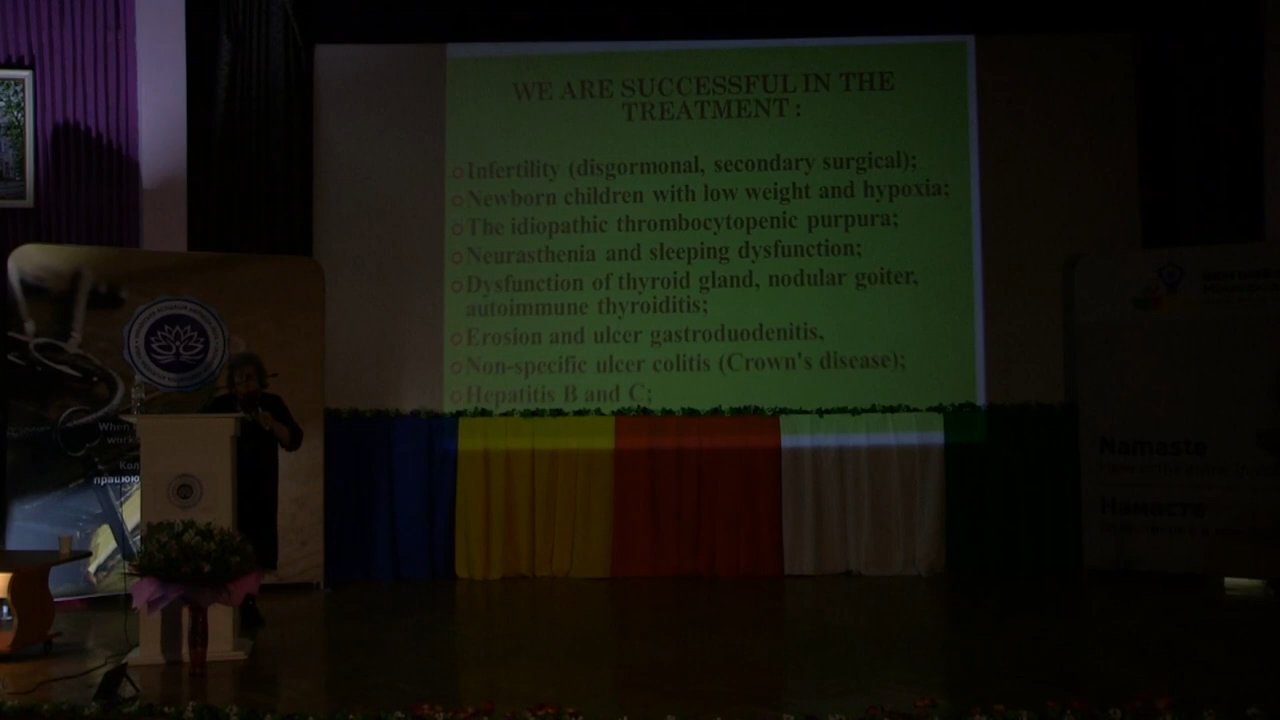 WE ARE SUCCESSFUL IN THE
TREATMENT :
Infertility (disgormonal, secondary surgical);
Newborn children with low weight and hypoxia;
The idiopathic thrombocytopenic purpura;
Neurasthenia and sleeping dysfunction;
Dysfunction of thyroid gland, nodular goiter,
autoimmune thyroiditis;
Erosion and ulcer gastroduodenitis,
Non-specific ulcer colitis (Crown's disease);
Hepatitis B and C;
When
Namaste
Намасте